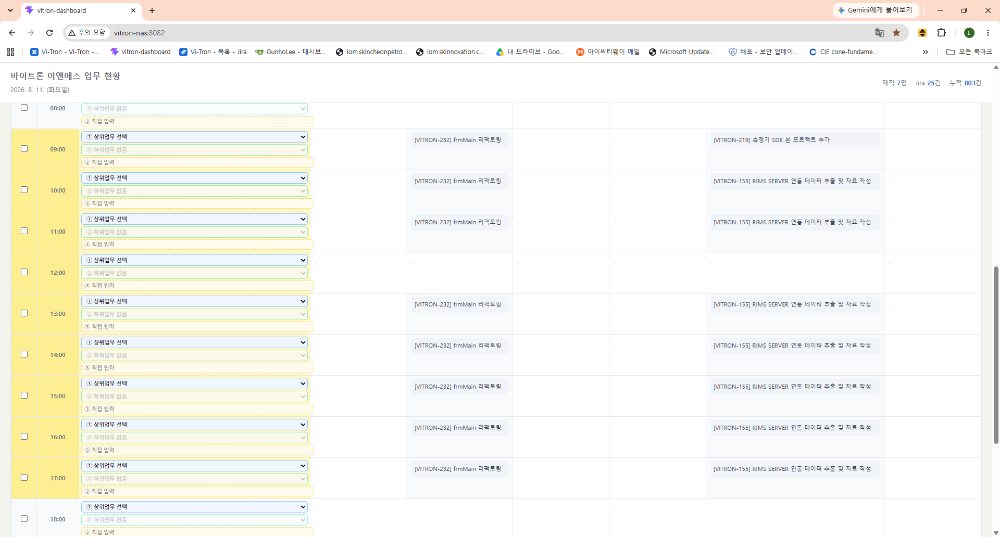 vitron-dashboard
Gemini에게 물어보기
주의 요함 vitron-nas:8082
L
Vi-Tron - Vi-Tron -... vitron-dashboard Vi-Tron - 목록 - Jira GunhoLee - 대시보... iom.skincheonpetro... iom.skinnovation.c... 내 드라이브 - Goo... 아이씨티웨이 메일 Microsoft Update... 배포 - 보안 업데이... CIE cone-fundame... 모든 북마크
바이트론 이앤에스 업무 현황
2026. 8. 11. (화요일)
재직 7명 Jira 25건 누적 803건
08:00
② 하위업무 없음
③ 직접 입력
09:00
① 상위업무 선택
② 하위업무 없음
③ 직접 입력
-
[VITRON-232] frmMain 리팩토링
-
-
[VITRON-219] 측정기 SDK 본 프로젝트 추가
-
10:00
① 상위업무 선택
② 하위업무 없음
③ 직접 입력
-
[VITRON-232] frmMain 리팩토링
-
-
[VITRON-155] RIMS SERVER 연동 데이터 추출 및 자료 작성
-
11:00
① 상위업무 선택
② 하위업무 없음
③ 직접 입력
-
[VITRON-232] frmMain 리팩토링
-
-
[VITRON-155] RIMS SERVER 연동 데이터 추출 및 자료 작성
-
12:00
① 상위업무 선택
② 하위업무 없음
③ 직접 입력
-
-
-
-
-
-
13:00
① 상위업무 선택
② 하위업무 없음
③ 직접 입력
-
[VITRON-232] frmMain 리팩토링
-
-
[VITRON-155] RIMS SERVER 연동 데이터 추출 및 자료 작성
-
14:00
① 상위업무 선택
② 하위업무 없음
③ 직접 입력
-
[VITRON-232] frmMain 리팩토링
-
-
[VITRON-155] RIMS SERVER 연동 데이터 추출 및 자료 작성
-
15:00
① 상위업무 선택
② 하위업무 없음
③ 직접 입력
-
[VITRON-232] frmMain 리팩토링
-
-
[VITRON-155] RIMS SERVER 연동 데이터 추출 및 자료 작성
-
16:00
① 상위업무 선택
② 하위업무 없음
③ 직접 입력
-
[VITRON-232] frmMain 리팩토링
-
-
[VITRON-155] RIMS SERVER 연동 데이터 추출 및 자료 작성
-
17:00
① 상위업무 선택
② 하위업무 없음
③ 직접 입력
-
[VITRON-232] frmMain 리팩토링
-
-
[VITRON-155] RIMS SERVER 연동 데이터 추출 및 자료 작성
-
18:00
① 상위업무 선택
② 하위업무 없음
③ 직접 입력
-
-
-
-
-
-